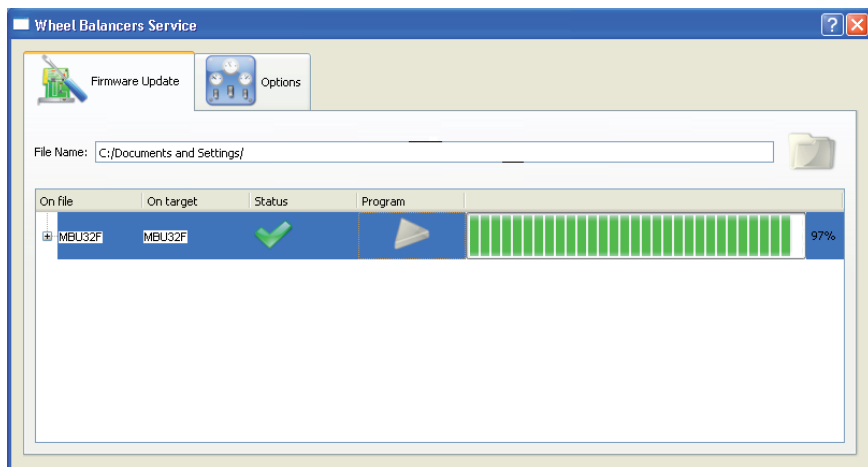 Wheel Balancers Service
Firmware Update Options
File Name: C:/Documents and Settings/
On file On target Status Program
MBU32F MBU32F 97%